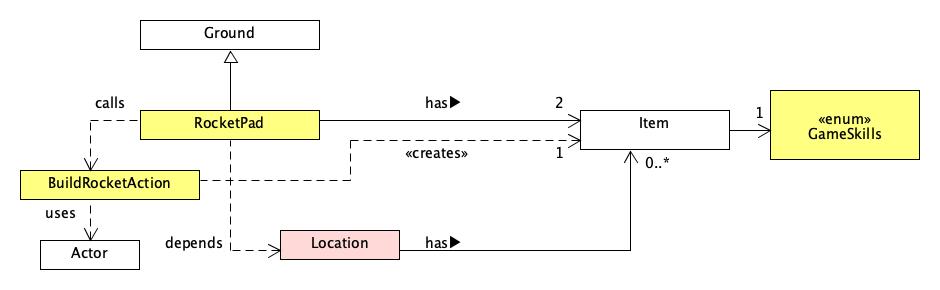 Ground
calls
has▶
2
RocketPad
Item
1
«enum»
GameSkills
«creates»
1
0..*
BuildRocketAction
uses
depends
Location
has▶
Actor